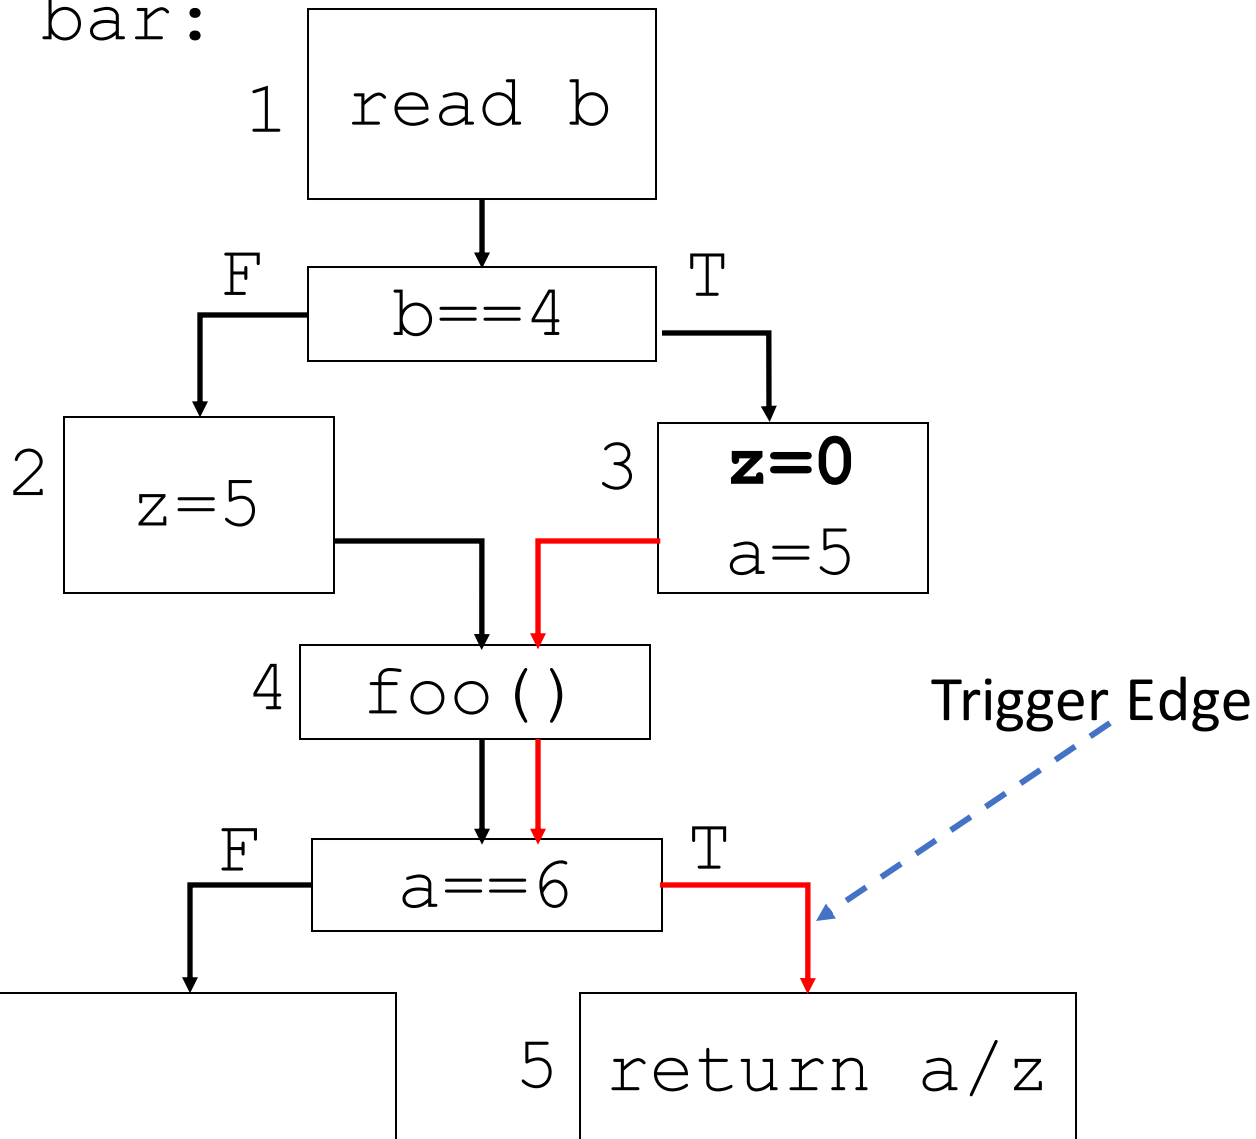 bar:
1
read b
F
T
b==4
2
z=5
3
z=0
a=5
4
foo()
Trigger Edge
F
T
a==6
5
return a/z